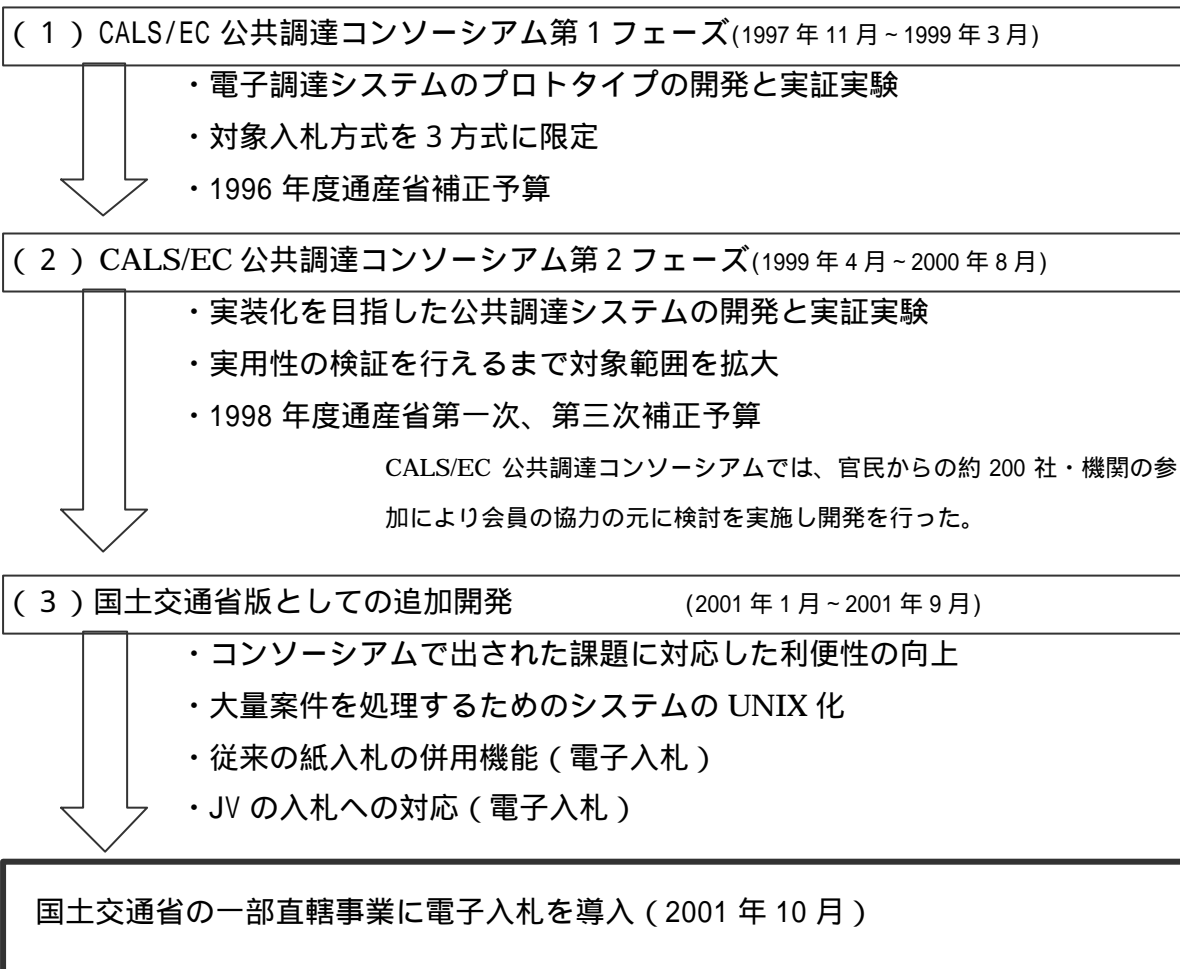 (１) CALS/EC 公共調達コンソーシアム第１フェーズ(1997 年 11 月~1999 年 3 月)
・電子調達システムのプロトタイプの開発と実証実験
・対象入札方式を３方式に限定
・1996 年度通産省補正予算
(２) CALS/EC 公共調達コンソーシアム第２フェーズ(1999 年 4 月~2000 年 8 月)
・実装化を目指した公共調達システムの開発と実証実験
・実用性の検証を行えるまで対象範囲を拡大
・1998 年度通産省第一次、第三次補正予算
CALS/EC 公共調達コンソーシアムでは、官民からの約 200 社・機関の参
加により会員の協力の元に検討を実施し開発を行った。
(３)国土交通省版としての追加開発 (2001 年 1 月~2001 年 9 月)
・コンソーシアムで出された課題に対応した利便性の向上
・大量案件を処理するためのシステムの UNIX 化
・従来の紙入札の併用機能(電子入札)
・JV の入札への対応(電子入札)
国土交通省の一部直轄事業に電子入札を導入(2001 年 10 月)